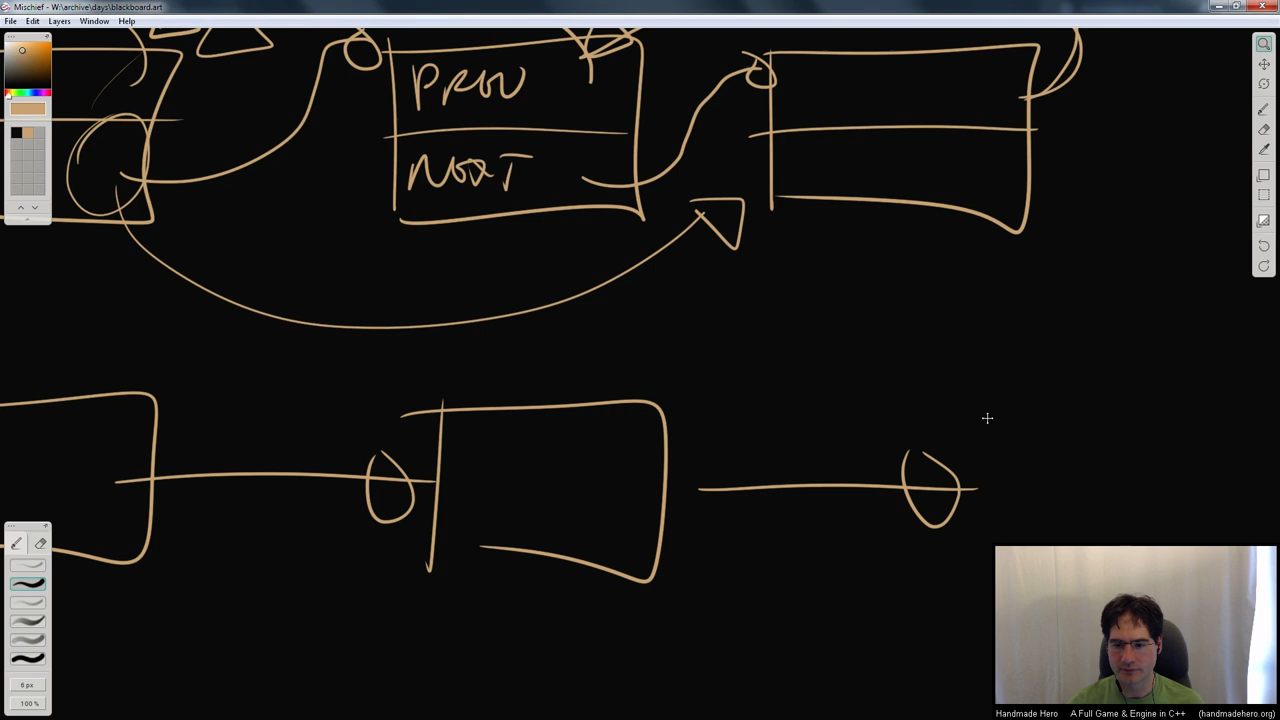 Mischief - W:\archive\days\blackboard.art
File Edit Layers Window Help
PREV
NEXT
6 px
100 %
Handmade Hero A Full Game & Engine in C++ (handmadehero.org)